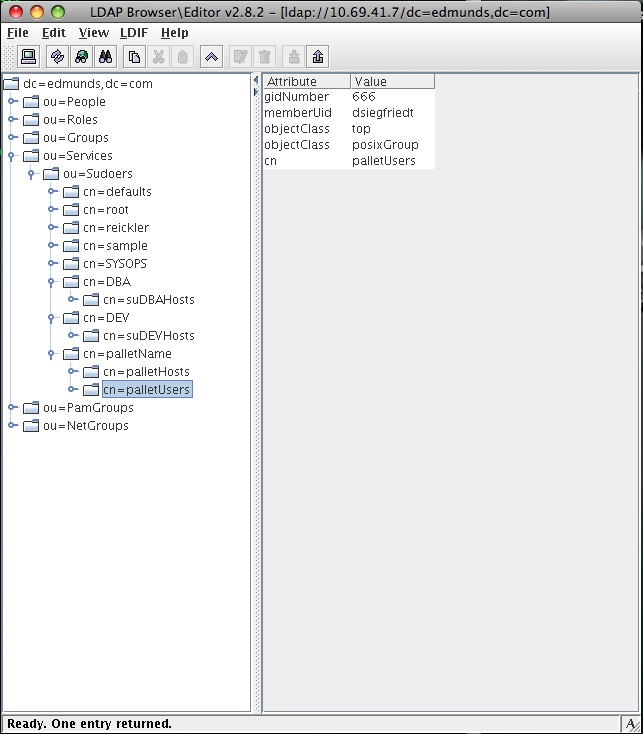 LDAP Browser\Editor v2.8.2 - [ldap://10.69.41.7/dc=edmunds,dc=com]
File Edit View LDIF Help
dc=edmunds,dc=com
ou=People
ou=Roles
ou=Groups
ou=Services
ou=Sudoers
cn=defaults
cn=root
cn=reickler
cn=sample
cn=SYSOPS
cn=DBA
cn=suDBAHosts
cn=DEV
cn=suDEVHosts
cn=palletName
cn=palletHosts
cn=palletUsers
ou=PamGroups
ou=NetGroups
Attribute Value
gidNumber 666
memberUid dsiegfriedt
objectClass top
objectClass posixGroup
cn palletUsers
Ready. One entry returned.
A